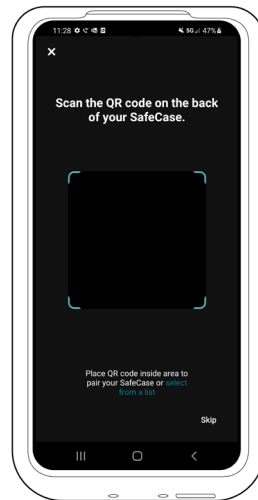 11:28
5G 47%
Scan the QR code on the back
of your SafeCase.
Place QR code inside area to
pair your SafeCase or select
from a list
Skip